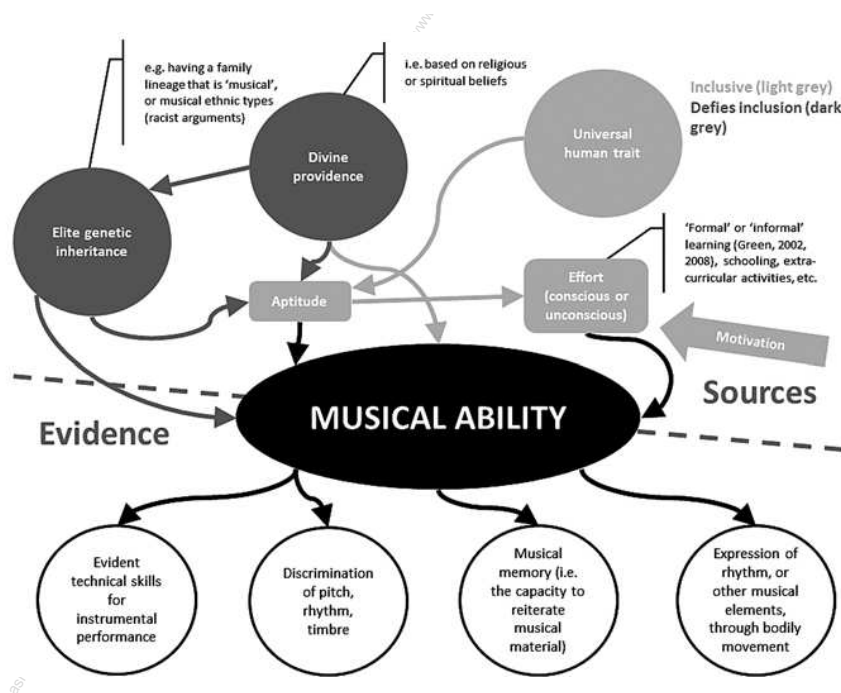 e.g. having a family
lineage that is ‘musical’,
or musical ethnic types
(racist arguments)
i.e. based on religious
or spiritual beliefs
Inclusive (light grey)
Defies inclusion (dark
grey)
Divine
providence
Universal
human trait
Elite genetic
inheritance
‘Formal’ or ‘informal’
learning (Green, 2002,
2008), schooling, extra-
curricular activities, etc.
Aptitude
Effort
(conscious or
unconscious)
Motivation
Sources
MUSICAL ABILITY
Evidence
Evident
technical skills
for
instrumental
performance
Discrimination
of pitch,
rhythm,
timbre
Musical
memory (i.e.
the capacity to
reiterate
musical
material)
Expression of
rhythm, or
other musical
elements,
through bodily
movement